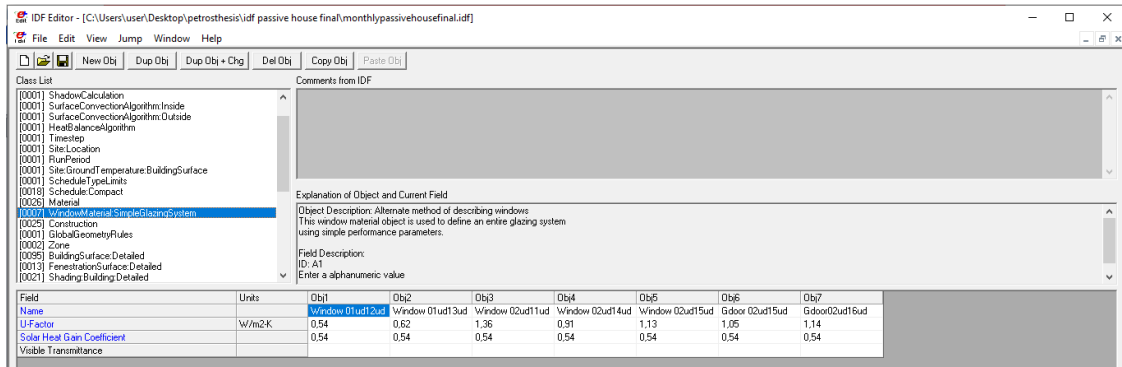 IDF Editor - [C:\Users\user\Desktop\petrosthesis\idf passive house final\monthlypassivehousefinal.idf]
File Edit View Jump Window Help
New Obj Dup Obj Dup Obj + Chg Del Obj Copy Obj Paste Obj
Class List
[0001] ShadowCalculation
[0001] SurfaceConvectionAlgorithm:Inside
[0001] SurfaceConvectionAlgorithm:Outside
[0001] HeatBalanceAlgorithm
[0001] Timestep
[0001] Site:Location
[0001] RunPeriod
[0001] Site:GroundTemperature:BuildingSurface
[0001] ScheduleTypeLimits
[0018] Schedule:Compact
[0026] Material
[0007] WindowMaterial:SimpleGlazingSystem
[0025] Construction
[0001] GlobalGeometryRules
[0002] Zone
[0095] BuildingSurface:Detailed
[0013] FenestrationSurface:Detailed
[0021] Shading:Building:Detailed
Comments from IDF
Explanation of Object and Current Field
Object Description: Alternate method of describing windows
This window material object is used to define an entire glazing system
using simple performance parameters.
Field Description:
ID: A1
Enter a alphanumeric value
Field Units Obj1 Obj2 Obj3 Obj4 Obj5 Obj6 Obj7
Name Window 01ud12ud Window 01ud13ud Window 02ud11ud Window 02ud14ud Window 02ud15ud Gdoor 02ud15ud Gdoor02ud16ud
U-Factor W/m2-K 0,54 0,62 1,36 0,91 1,13 1,05 1,14
Solar Heat Gain Coefficient 0,54 0,54 0,54 0,54 0,54 0,54 0,54
Visible Transmittance